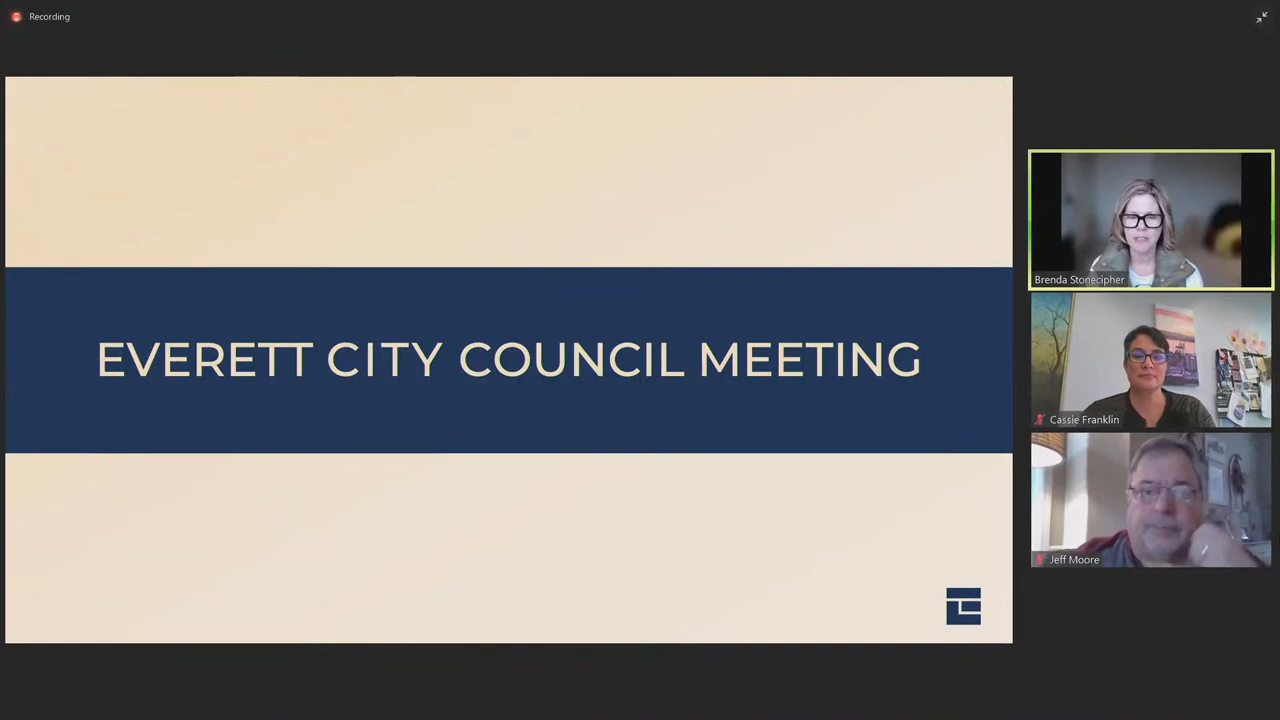 Recording
EVERETT CITY COUNCIL MEETING
Brenda Stonecipher
Cassie Franklin
Jeff Moore